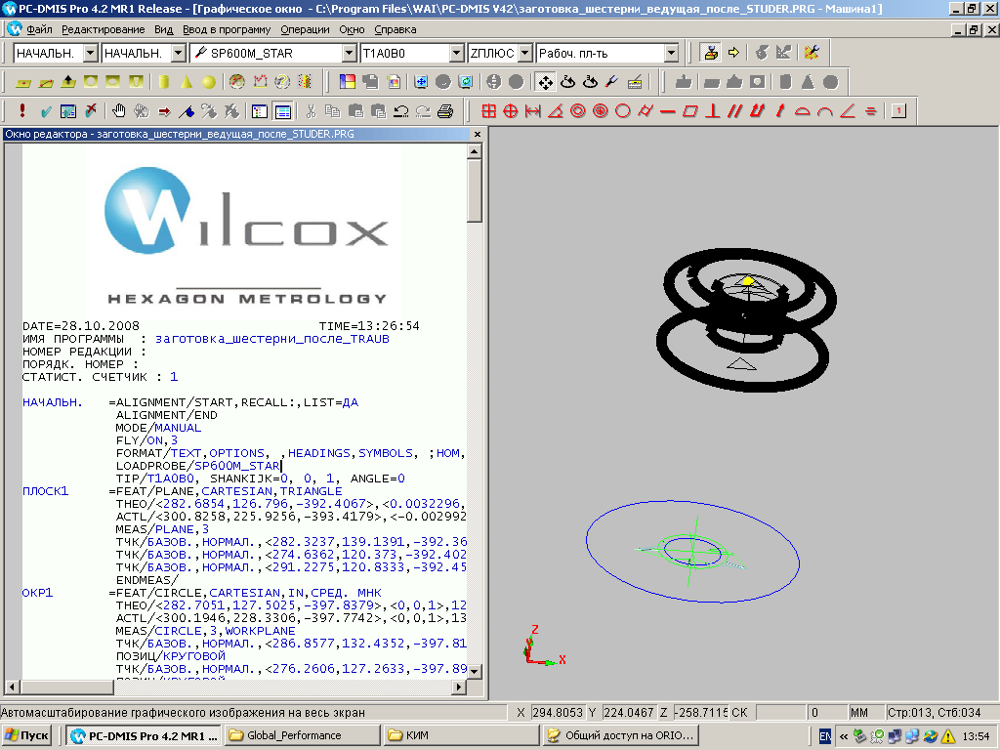 PC-DMIS Pro 4.2 MR1 Release - [Графическое окно - C:\Program Files\WAI\PC-DMIS V42\заготовка_шестерни_ведущая_после_STUDER.PRG - Машина1]
Файл Редактирование Вид Ввод в программу Операции Окно Справка
НАЧАЛЬН. НАЧАЛЬН. SP600M_STAR T1A0B0 ZПЛЮС Рабоч. пл-ть
1
Окно редактора - заготовка_шестерни_ведущая_после_STUDER.PRG
Wilcox
HEXAGON METROLOGY
DATE=28.10.2008 TIME=13:26:54
ИМЯ ПРОГРАММЫ : заготовка_шестерни_после_TRAUB
НОМЕР РЕДАКЦИИ :
ПОРЯДК. НОМЕР :
СТАТИСТ. СЧЕТЧИК : 1
НАЧАЛЬН. =ALIGNMENT/START,RECALL:,LIST=ДА
ALIGNMENT/END
MODE/MANUAL
FLY/ON,3
FORMAT/TEXT,OPTIONS, ,HEADINGS,SYMBOLS, ;НОМ,
LOADPROBE/SP600M_STAR
TIP/T1A0B0, SHANKIJK=0, 0, 1, ANGLE=0
ПЛОСК1 =FEAT/PLANE,CARTESIAN,TRIANGLE
THEO/<282.6854,126.796,-392.4067>,<0.0032296,
ACTL/<300.8258,225.9256,-393.4179>,<-0.002992
MEAS/PLANE,3
ТЧК/БАЗОВ.,НОРМАЛ.,<282.3237,139.1391,-392.36
ТЧК/БАЗОВ.,НОРМАЛ.,<274.6362,120.373,-392.402
ТЧК/БАЗОВ.,НОРМАЛ.,<291.2275,120.8333,-392.45
ENDMEAS/
ОКР1 =FEAT/CIRCLE,CARTESIAN,IN,СРЕД. МНК
THEO/<282.7051,127.5025,-397.8379>,<0,0,1>,12
ACTL/<300.1946,228.3306,-397.7742>,<0,0,1>,13
MEAS/CIRCLE,3,WORKPLANE
ТЧК/БАЗОВ.,НОРМАЛ.,<286.8577,132.4352,-397.81
ПОЗИЦ/КРУГОВОЙ
ТЧК/БАЗОВ.,НОРМАЛ.,<276.2606,127.2633,-397.89
Z
X
Автомасштабирование графического изображения на весь экран X 294.8053 Y 224.0467 Z -258.7115 СК 0 ММ Стр:013, Стб:034
Пуск PC-DMIS Pro 4.2 MR1 ... Global_Performance КИМ Общий доступ на ORIO... EN « 13:54